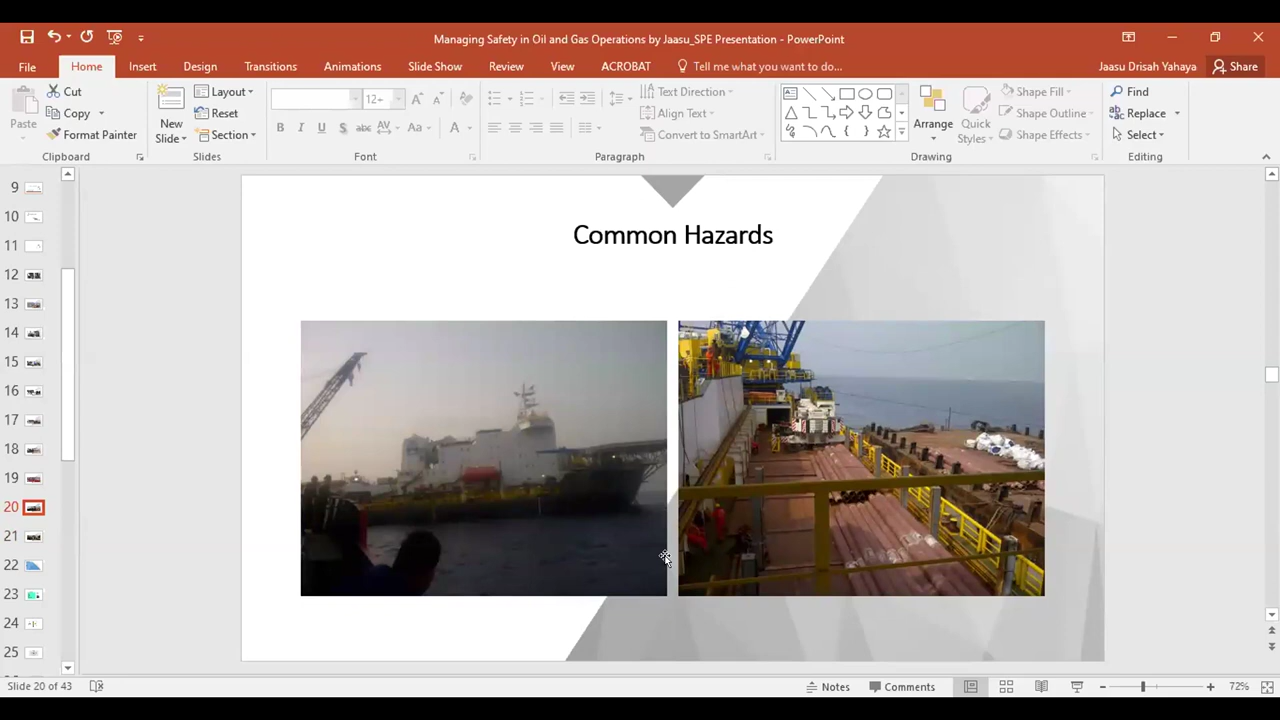 Managing Safety in Oil and Gas Operations by Jaasu_SPE Presentation - PowerPoint
File Home Insert Design Transitions Animations Slide Show Review View ACROBAT Tell me what you want to do... Jaasu Drisah Yahaya Share
Paste
Cut
Copy
Format Painter
Clipboard
New
Slide
Layout
Reset
Section
Slides
12+
B I U S abc AV Aa A
Font
Text Direction
Align Text
Convert to SmartArt
Paragraph
Arrange
Quick
Styles
Shape Fill
Shape Outline
Shape Effects
Drawing
Find
Replace
Select
Editing
9
10
11
12
13
14
15
16
17
18
19
20
21
22
23
24
25
Common Hazards
Slide 20 of 43
Notes
Comments
72%